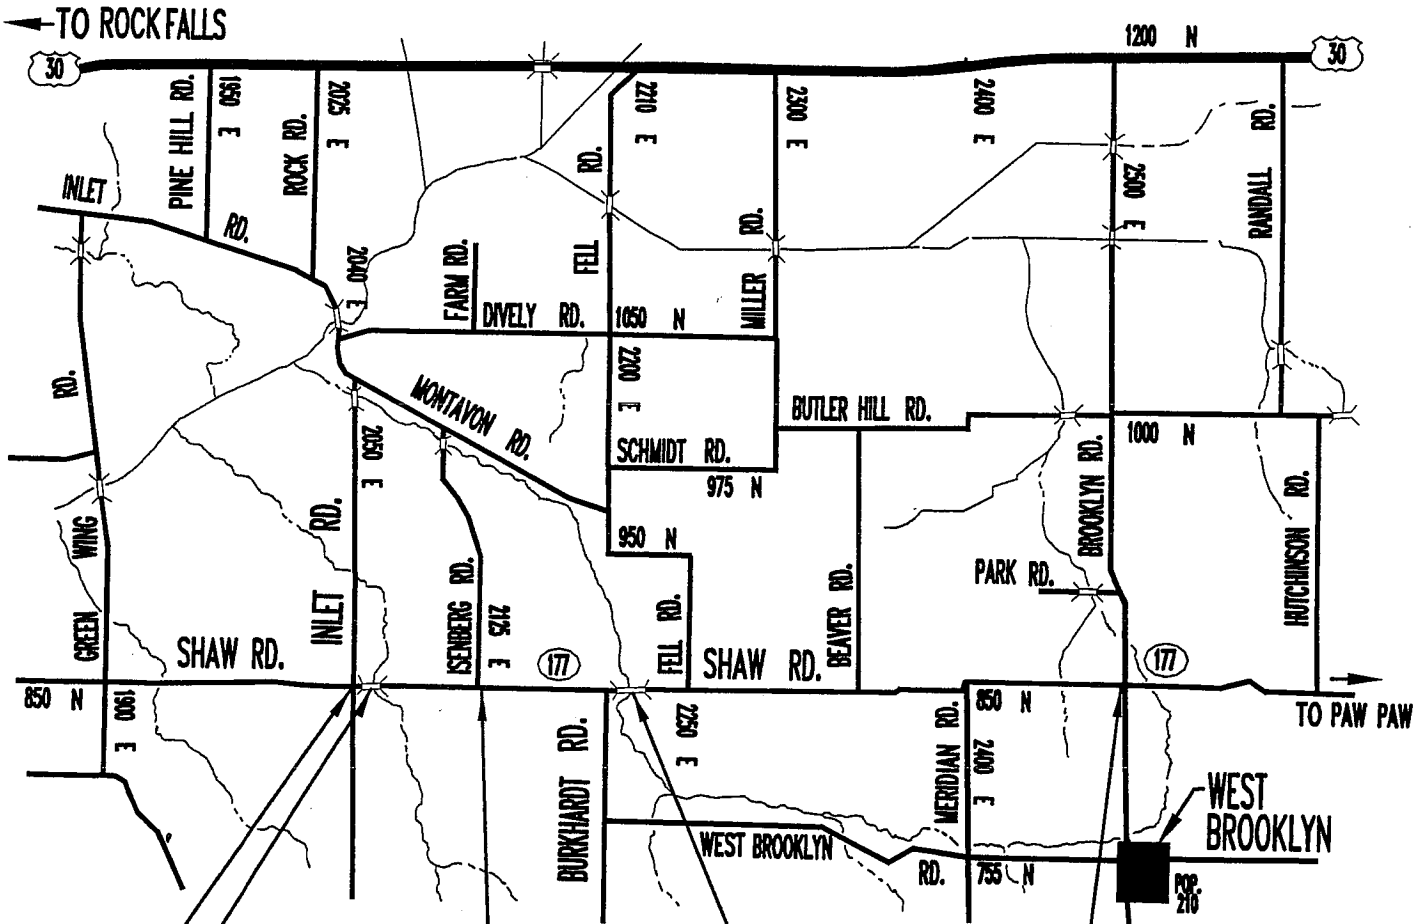 TO ROCK FALLS
1200 N
30
30
PINE HILL RD.
1950 E
ROCK RD.
2025 E
2210 E
2300 E
2400 E
RANDALL RD.
INLET RD.
FELL RD.
MILLER RD.
2500 E
2040 E
FARM RD.
DIVELY RD.
1050 N
2200 E
GREEN WING RD.
MONTAVON RD.
BUTLER HILL RD.
2050 E
SCHMIDT RD.
975 N
1000 N
BROOKLYN RD.
HUTCHINSON RD.
INLET RD.
950 N
ISENBERG RD.
2125 E
PARK RD.
BEAVER RD.
FELL RD.
SHAW RD.
177
SHAW RD.
177
850 N
1900 E
850 N
TO PAW PAW
BURKHARDT RD.
2250 E
MERIDIAN RD.
2400 E
WEST
BROOKLYN
WEST BROOKLYN RD.
755 N
POP.
210